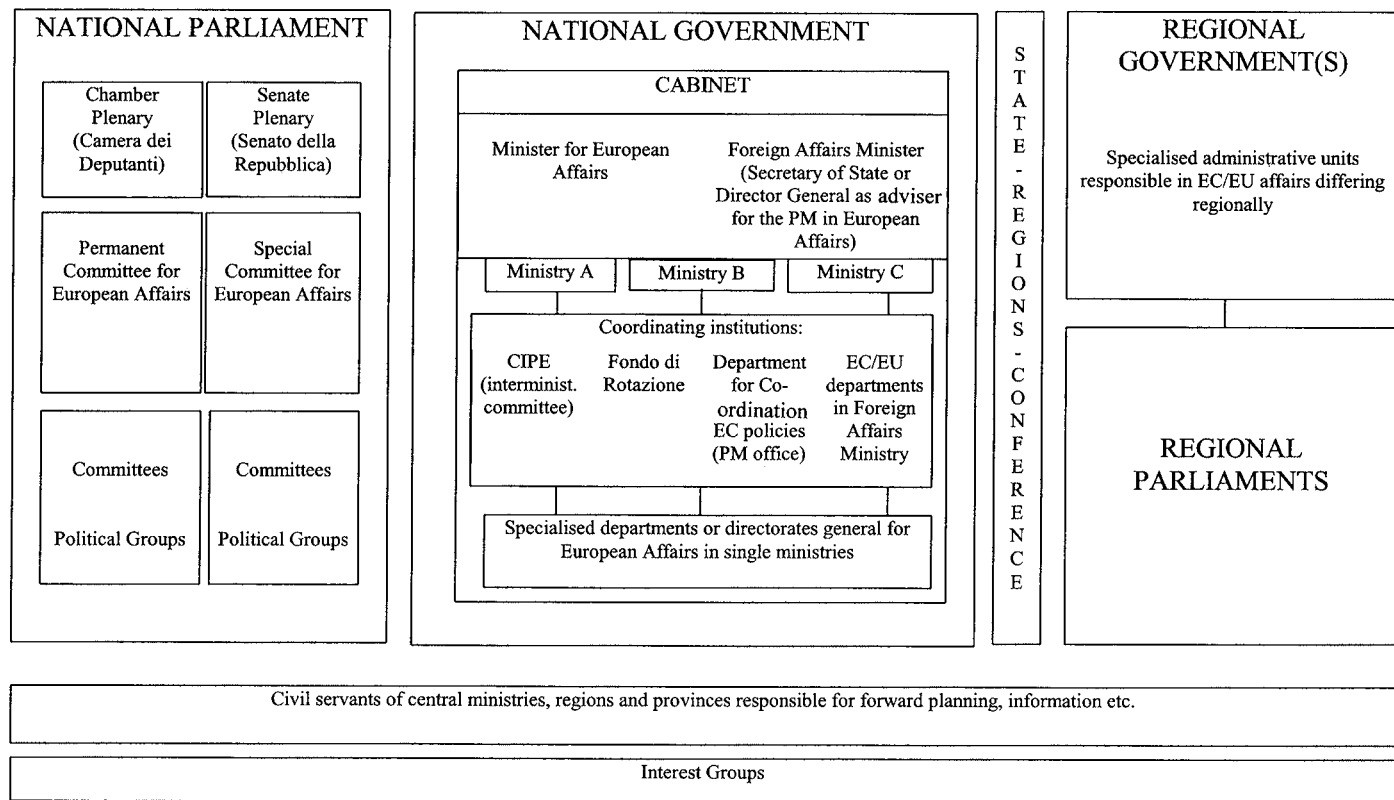 NATIONAL PARLIAMENT
Chamber
Plenary
(Camera dei
Deputanti)
Senate
Plenary
(Senato della
Repubblica)
Permanent
Committee for
European Affairs
Special
Committee for
European Affairs
Committees
Political Groups
Committees
Political Groups
NATIONAL GOVERNMENT
CABINET
Minister for European
Affairs
Foreign Affairs Minister
(Secretary of State or
Director General as adviser
for the PM in European
Affairs)
Ministry A
Ministry B
Ministry C
Coordinating institutions:
CIPE
(interminist.
committee)
Fondo di
Rotazione
Department
for Co-
ordination
EC policies
(PM office)
EC/EU
departments
in Foreign
Affairs
Ministry
Specialised departments or directorates general for
European Affairs in single ministries
STATE-REGIONS-CONFERENCE
REGIONAL
GOVERNMENT(S)
Specialised administrative units
responsible in EC/EU affairs differing
regionally
REGIONAL
PARLIAMENTS
Civil servants of central ministries, regions and provinces responsible for forward planning, information etc.
Interest Groups